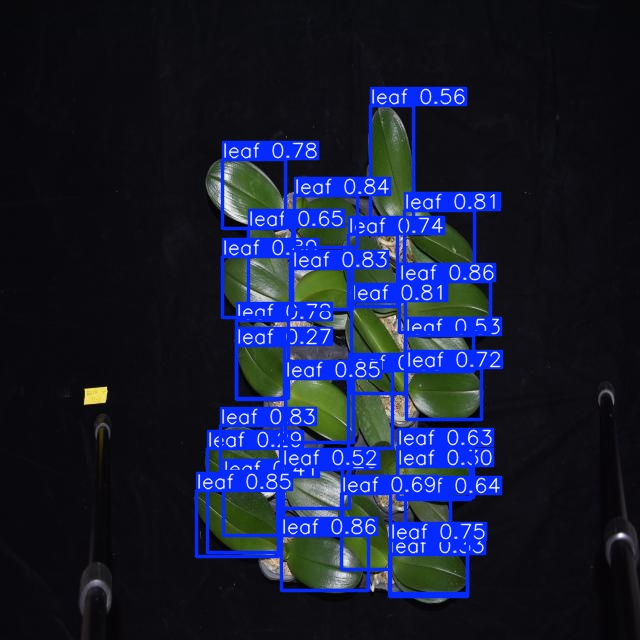 leaf 0.56
leaf 0.78
leaf 0.84
leaf 0.81
leaf 0.65
leaf 0.74
leaf 0.83
leaf 0.86
leaf 0.81
leaf 0.78
leaf 0.53
leaf 0.27
leaf 0.72
leaf 0.85
leaf 0.83
leaf 0.63
leaf 0.52
leaf 0.85
leaf 0.69
0.64
leaf 0.86
leaf 0.75